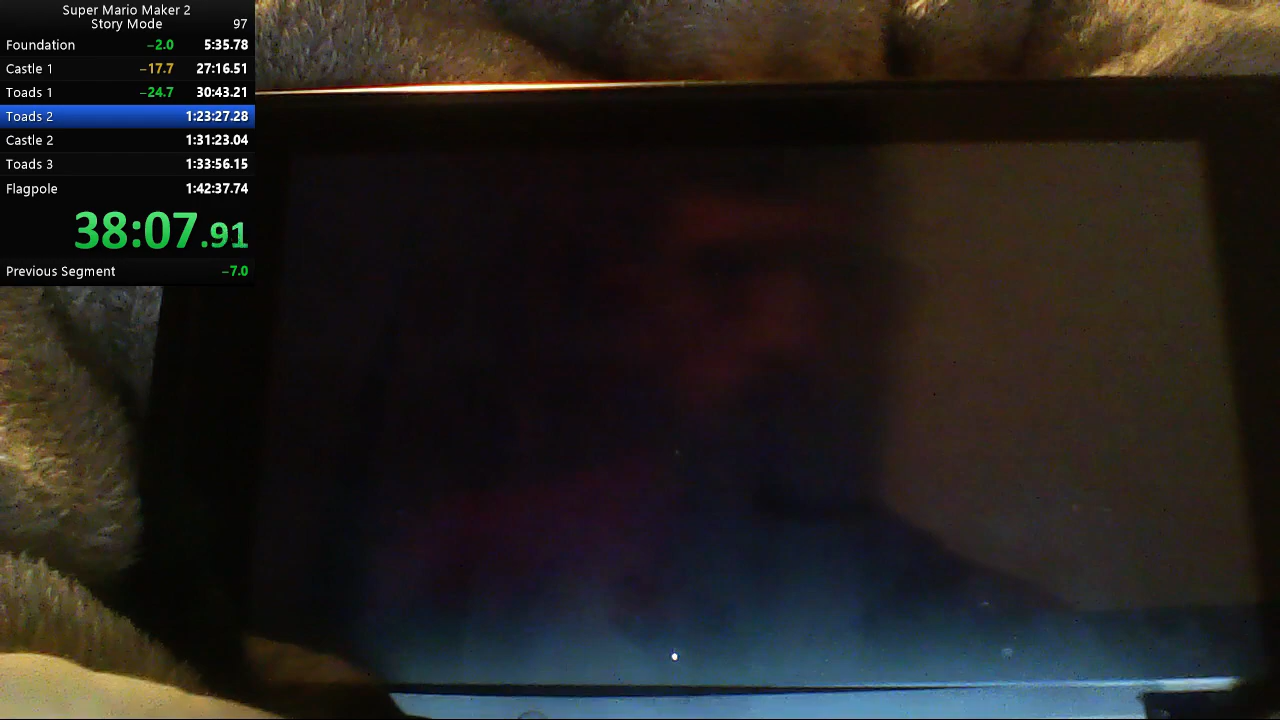 Super Mario Maker 2
Story Mode 97
Foundation −2.0 5:35.78
Castle 1 −17.7 27:16.51
Toads 1 −24.7 30:43.21
Toads 2 1:23:27.28
Castle 2 1:31:23.04
Toads 3 1:33:56.15
Flagpole 1:42:37.74
38:07.91
Previous Segment −7.0